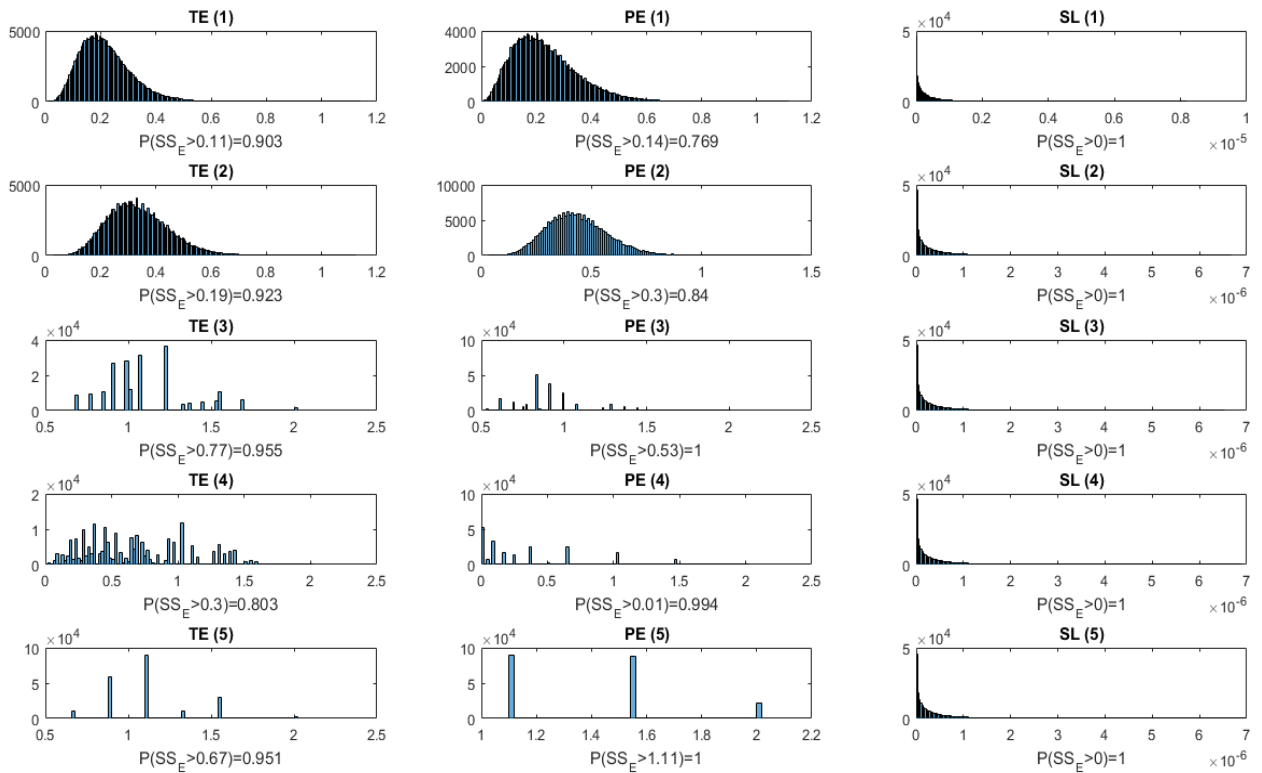 TE (1)
5000
0
0 0.2 0.4 0.6 0.8 1 1.2
P(SS_E>0.11)=0.903
PE (1)
4000
2000
0
0 0.2 0.4 0.6 0.8 1 1.2
P(SS_E>0.14)=0.769
SL (1)
×10^4
5
0
0 0.2 0.4 0.6 0.8 1
P(SS_E>0)=1
×10^-5
TE (2)
5000
0
0 0.2 0.4 0.6 0.8 1 1.2
P(SS_E>0.19)=0.923
PE (2)
10000
5000
0
0 0.5 1 1.5
P(SS_E>0.3)=0.84
SL (2)
×10^4
5
0
0 1 2 3 4 5 6 7
P(SS_E>0)=1
×10^-6
TE (3)
×10^4
4
2
0
0.5 1 1.5 2 2.5
P(SS_E>0.77)=0.955
PE (3)
×10^4
10
5
0
0.5 1 1.5 2 2.5
P(SS_E>0.53)=1
SL (3)
×10^4
5
0
0 1 2 3 4 5 6 7
P(SS_E>0)=1
×10^-6
TE (4)
×10^4
2
1
0
0 0.5 1 1.5 2 2.5
P(SS_E>0.3)=0.803
PE (4)
×10^4
10
5
0
0 0.5 1 1.5 2 2.5
P(SS_E>0.01)=0.994
SL (4)
×10^4
5
0
0 1 2 3 4 5 6 7
P(SS_E>0)=1
×10^-6
TE (5)
×10^4
10
5
0
0.5 1 1.5 2 2.5
P(SS_E>0.67)=0.951
PE (5)
×10^4
10
5
0
1 1.2 1.4 1.6 1.8 2 2.2
P(SS_E>1.11)=1
SL (5)
×10^4
5
0
0 1 2 3 4 5 6 7
P(SS_E>0)=1
×10^-6